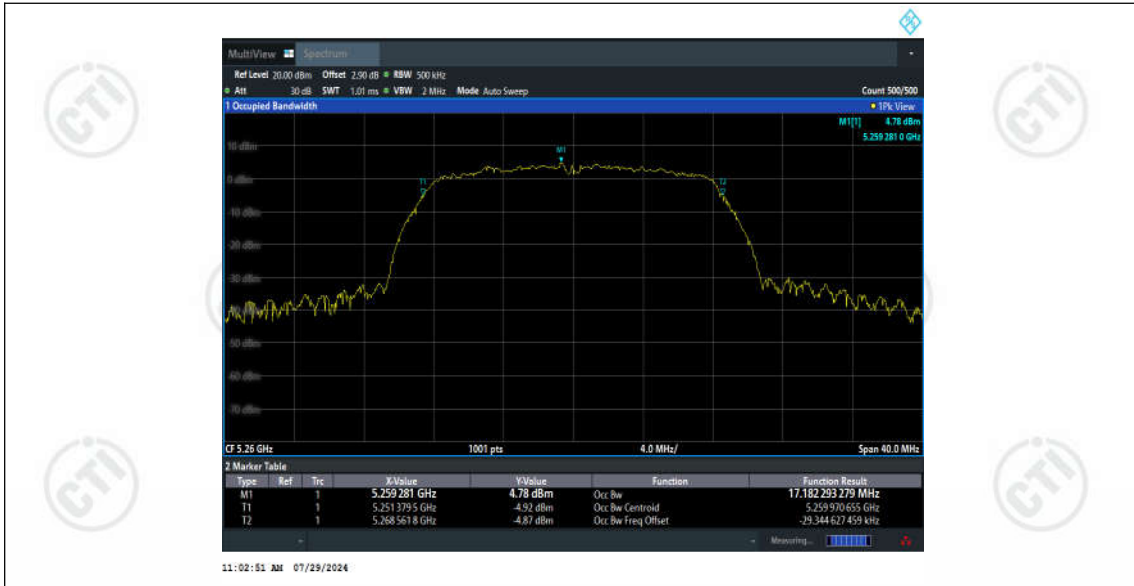 MultiView Spectrum
Ref Level 20.00 dBm Offset 2.90 dB RBW 500 kHz
Att 30 dB SWT 1.01 ms VBW 2 MHz Mode Auto Sweep Count 500/500
1 Occupied Bandwidth 1Pk View
M1[1] 4.78 dBm
5.259 281 0 GHz
10 dBm
M1
0 dBm
T1 T2
-10 dBm
-20 dBm
-30 dBm
-40 dBm
-50 dBm
-60 dBm
-70 dBm
CF 5.26 GHz 1001 pts 4.0 MHz/ Span 40.0 MHz
2 Marker Table
Type Ref Trc X-Value Y-Value Function Function Result
M1 1 5.259 281 GHz 4.78 dBm Occ Bw 17.182 293 279 MHz
T1 1 5.251 379 5 GHz -4.92 dBm Occ Bw Centroid 5.259 970 655 GHz
T2 1 5.268 561 8 GHz -4.87 dBm Occ Bw Freq Offset -29.344 627 459 kHz
Measuring...
11:02:51 AM 07/29/2024
CTI
CTI
CTI
CTI